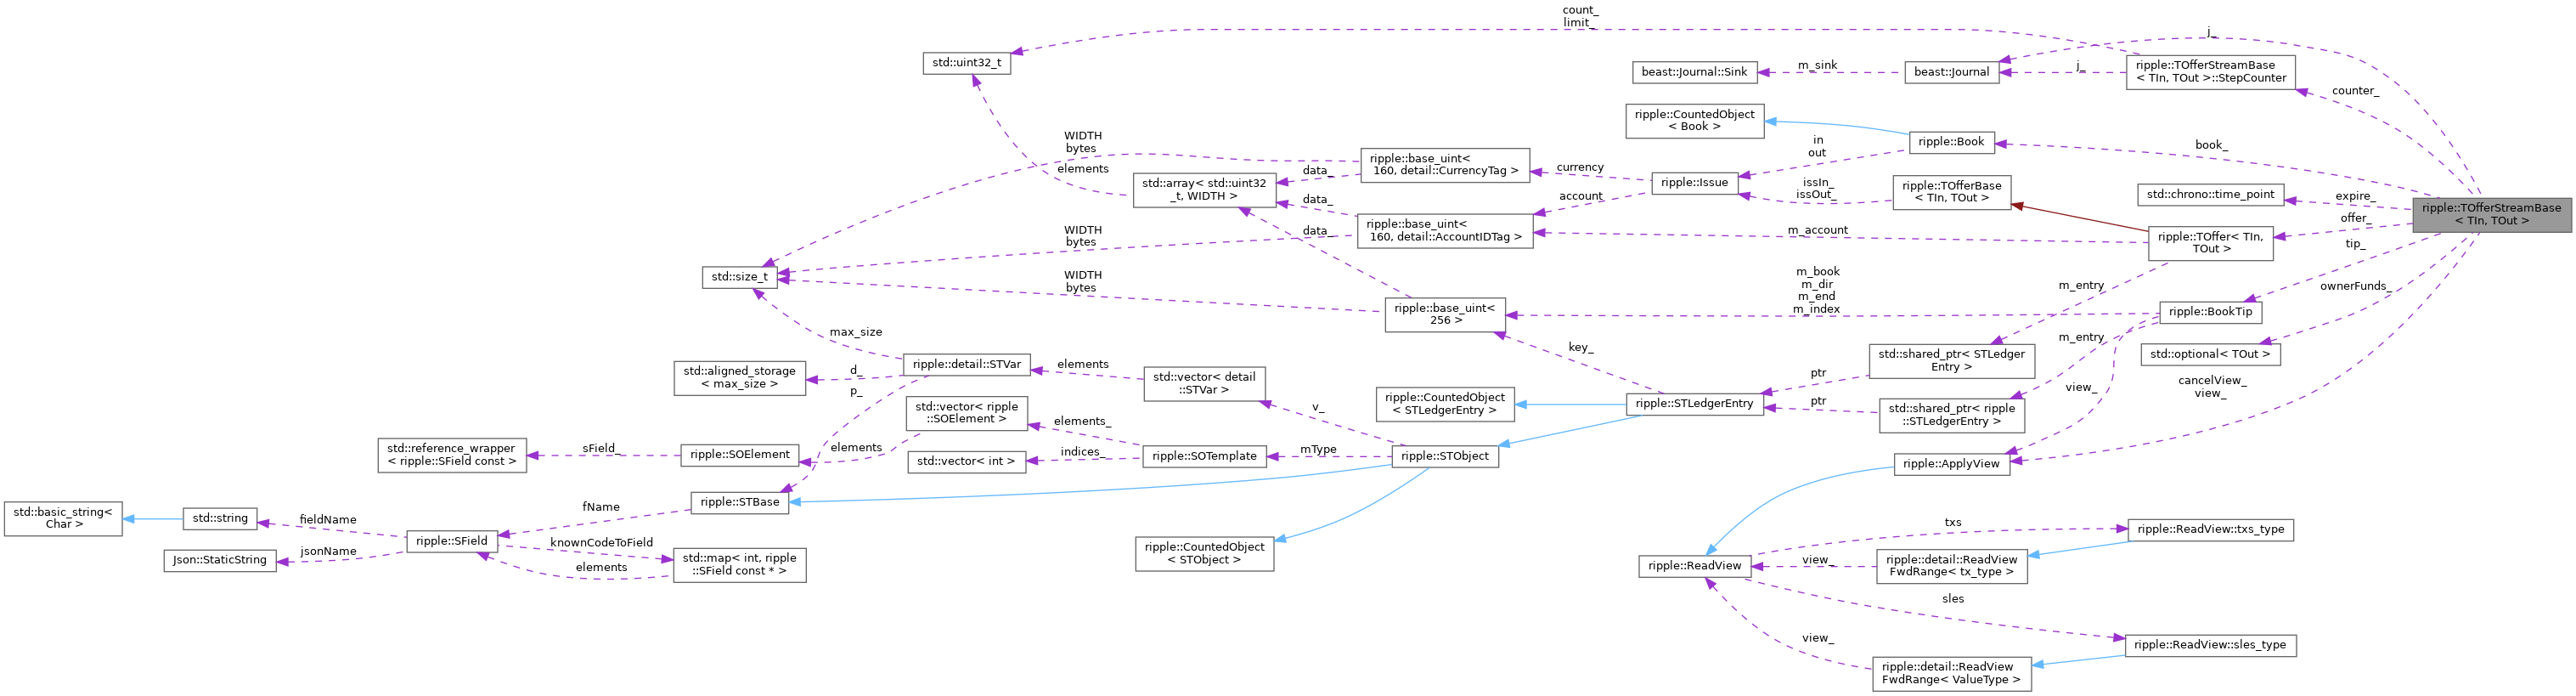 count_
limit_
j_
std::uint32_t
beast::Journal::Sink
m_sink
beast::Journal
j_
ripple::TOfferStreamBase
< TIn, TOut >::StepCounter
counter_
ripple::CountedObject
< Book >
ripple::Book
book_
WIDTH
bytes
elements
in
out
ripple::base_uint<
160, detail::CurrencyTag >
currency
data_
std::array< std::uint32
_t, WIDTH >
ripple::Issue
issIn_
issOut_
ripple::TOfferBase
< TIn, TOut >
std::chrono::time_point
expire_
ripple::TOfferStreamBase
< TIn, TOut >
account
data_
offer_
ripple::base_uint<
160, detail::AccountIDTag >
m_account
ripple::TOffer< TIn,
TOut >
tip_
WIDTH
bytes
data_
std::size_t
WIDTH
bytes
m_book
m_dir
m_end
m_index
m_entry
ownerFunds_
ripple::base_uint<
256 >
ripple::BookTip
max_size
key_
m_entry
std::shared_ptr< STLedger
Entry >
std::optional< TOut >
ripple::detail::STVar
elements
std::aligned_storage
< max_size >
d_
p_
std::vector< detail
::STVar >
ptr
view_
cancelView_
view_
ripple::CountedObject
< STLedgerEntry >
ripple::STLedgerEntry
ptr
std::shared_ptr< ripple
::STLedgerEntry >
std::vector< ripple
::SOElement >
v_
elements_
std::reference_wrapper
< ripple::SField const >
sField_
ripple::SOElement
elements
std::vector< int >
indices_
ripple::SOTemplate
mType
ripple::STObject
ripple::ApplyView
ripple::STBase
std::basic_string<
Char >
std::string
fieldName
fName
ripple::SField
jsonName
Json::StaticString
knownCodeToField
elements
std::map< int, ripple
::SField const * >
ripple::CountedObject
< STObject >
txs
ripple::ReadView::txs_type
ripple::ReadView
view_
ripple::detail::ReadView
FwdRange< tx_type >
sles
view_
ripple::ReadView::sles_type
ripple::detail::ReadView
FwdRange< ValueType >